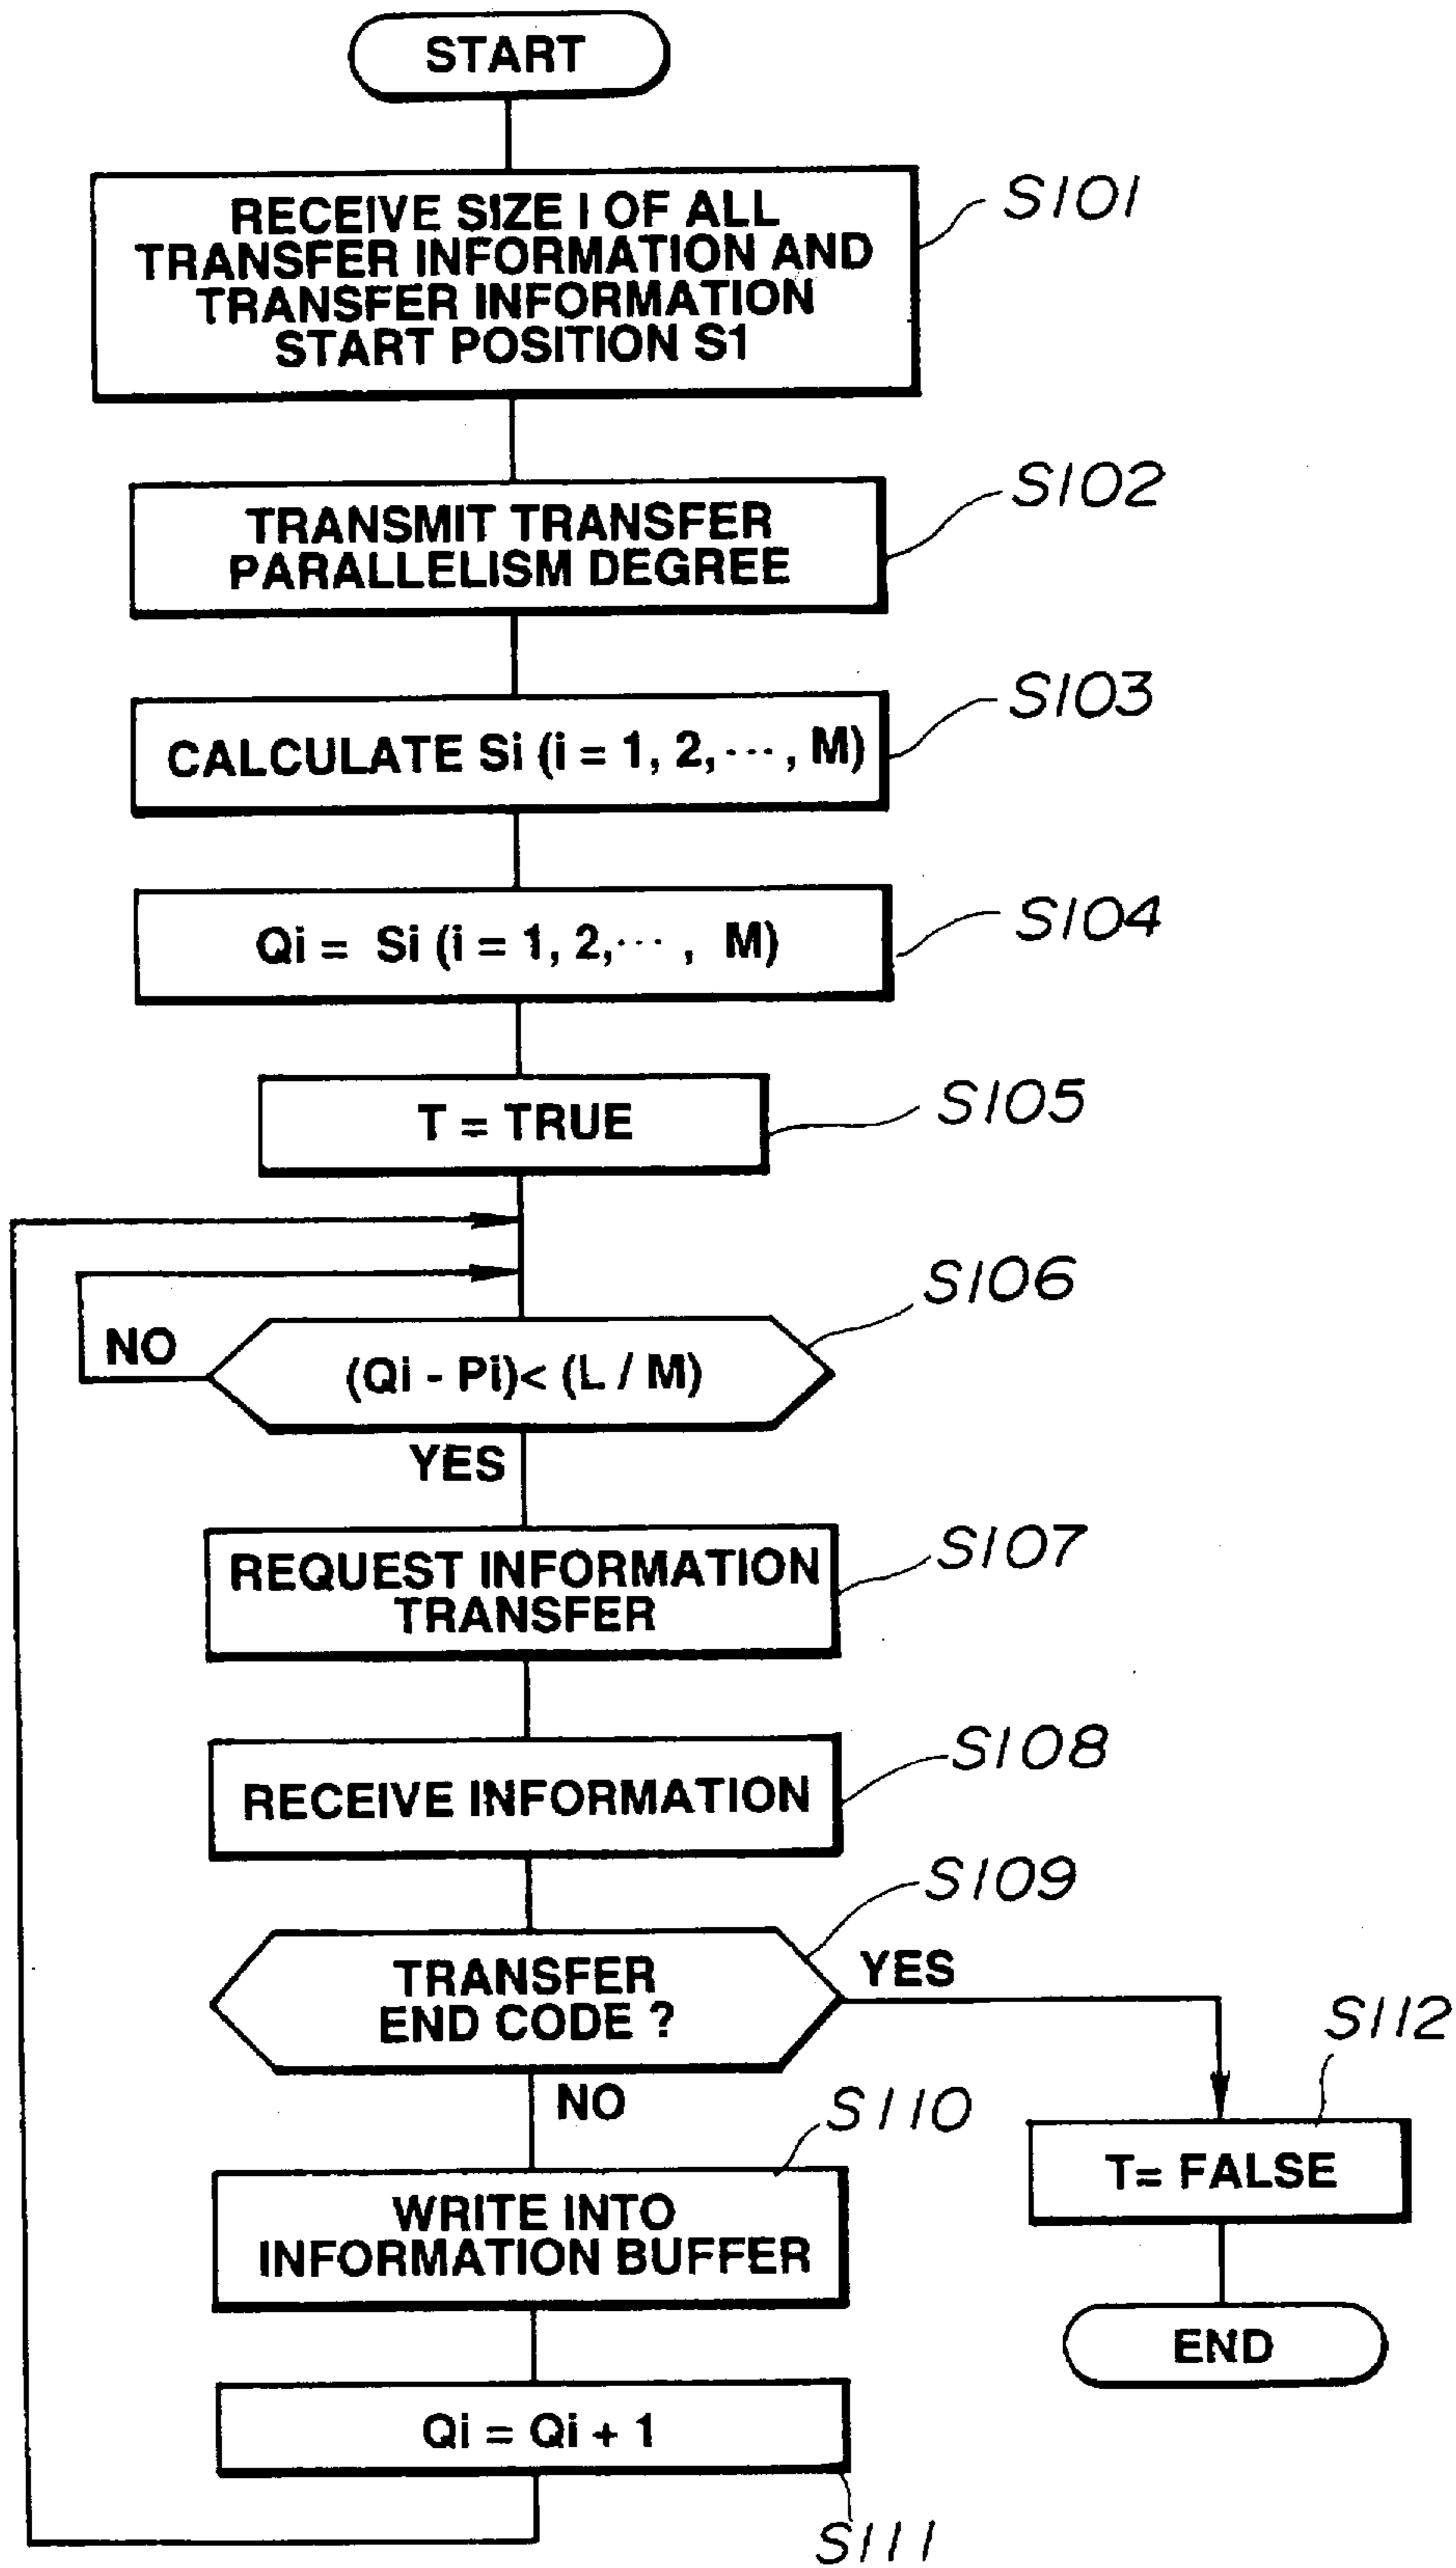 START
RECEIVE SIZE I OF ALL
TRANSFER INFORMATION AND
TRANSFER INFORMATION
START POSITION S1
S101
TRANSMIT TRANSFER
PARALLELISM DEGREE
S102
CALCULATE Si (i = 1, 2, ··· , M)
S103
Qi = Si (i = 1, 2, ··· , M)
S104
T = TRUE
S105
(Qi - Pi)< (L / M)
S106
NO
YES
REQUEST INFORMATION
TRANSFER
S107
RECEIVE INFORMATION
S108
TRANSFER
END CODE ?
S109
YES
NO
S112
T= FALSE
END
WRITE INTO
INFORMATION BUFFER
S110
Qi = Qi + 1
S111